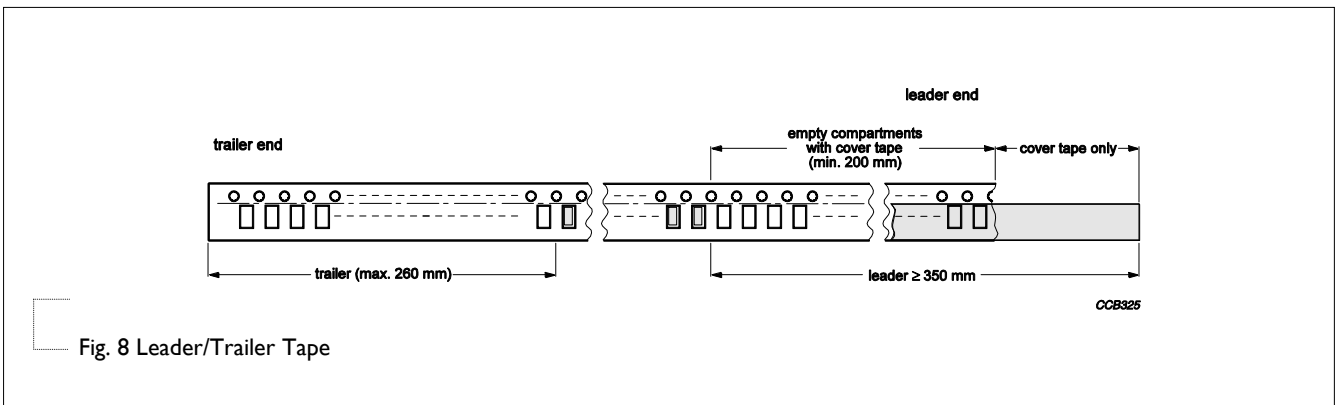 leader end
trailer end
empty compartments
with cover tape
(min. 200 mm)
cover tape only
trailer (max. 260 mm)
leader ≥ 350 mm
CCB325
Fig. 8 Leader/Trailer Tape